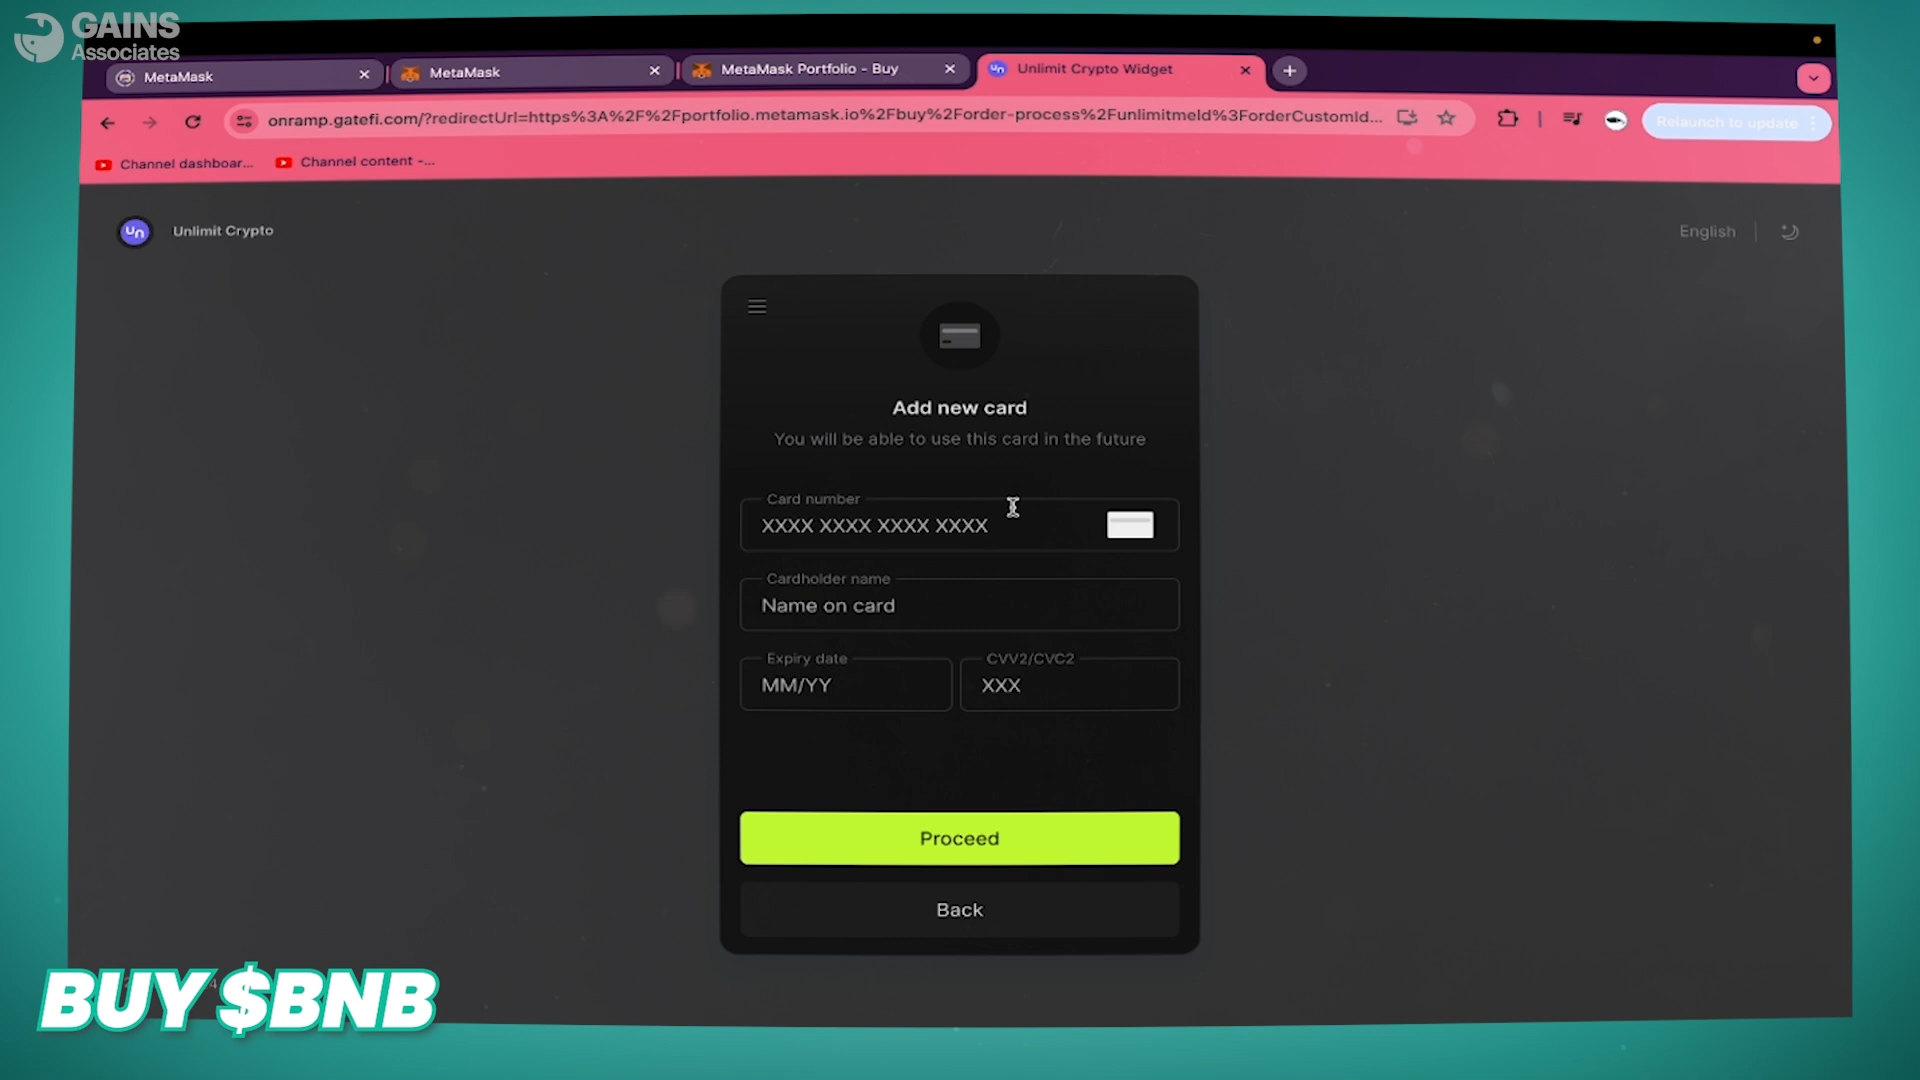 GAINS
Associates
MetaMask
MetaMask
MetaMask Portfolio - Buy
Unlimit Crypto Widget
onramp.gatefi.com/?redirectUrl=https%3A%2F%2Fportfolio.metamask.io%2Fbuy%2Forder-process%2Funlimitmeld%3ForderCustomId...
Relaunch to update
Channel dashboar...
Channel content -...
un
Unlimit Crypto
English
Add new card
You will be able to use this card in the future
Card number
XXXX XXXX XXXX XXXX
Cardholder name
Name on card
Expiry date
MM/YY
CVV2/CVC2
XXX
Proceed
Back
BUY $BNB